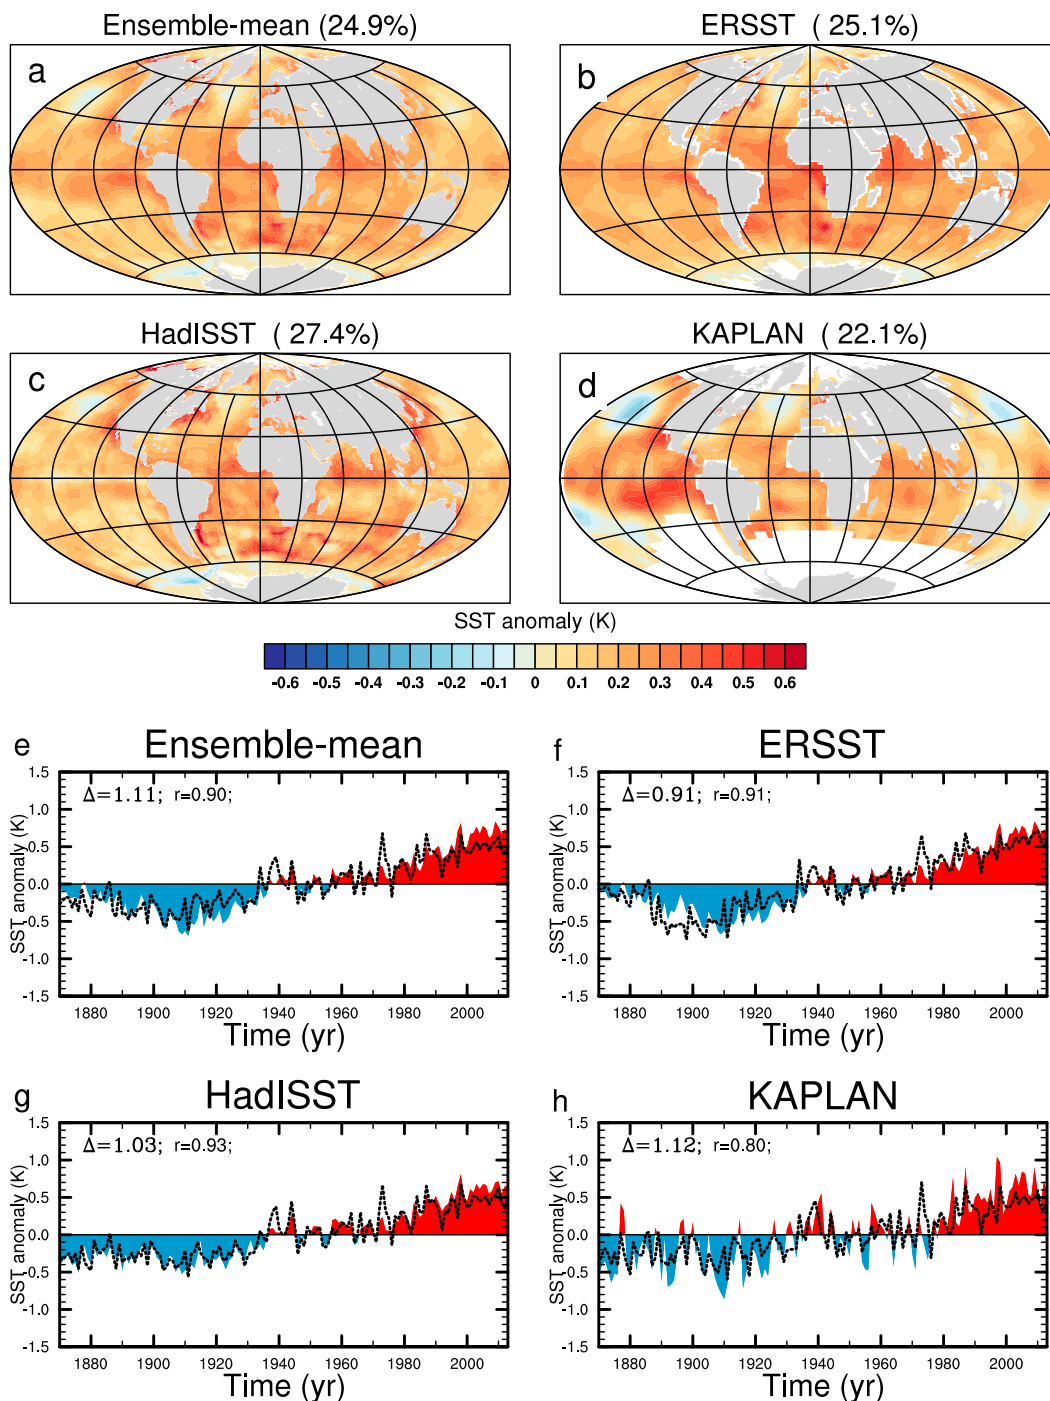 Ensemble-mean (24.9%)
ERSST ( 25.1%)
a
b
HadISST ( 27.4%)
KAPLAN ( 22.1%)
c
d
SST anomaly (K)
-0.6 -0.5 -0.4 -0.3 -0.2 -0.1 0 0.1 0.2 0.3 0.4 0.5 0.6
e
Ensemble-mean
Δ=1.11; r=0.90;
SST anomaly (K)
1.5
1.0
0.5
0.0
-0.5
-1.0
-1.5
1880 1900 1920 1940 1960 1980 2000
Time (yr)
f
ERSST
Δ=0.91; r=0.91;
SST anomaly (K)
1.5
1.0
0.5
0.0
-0.5
-1.0
-1.5
1880 1900 1920 1940 1960 1980 2000
Time (yr)
g
HadISST
Δ=1.03; r=0.93;
SST anomaly (K)
1.5
1.0
0.5
0.0
-0.5
-1.0
-1.5
1880 1900 1920 1940 1960 1980 2000
Time (yr)
h
KAPLAN
Δ=1.12; r=0.80;
SST anomaly (K)
1.5
1.0
0.5
0.0
-0.5
-1.0
-1.5
1880 1900 1920 1940 1960 1980 2000
Time (yr)